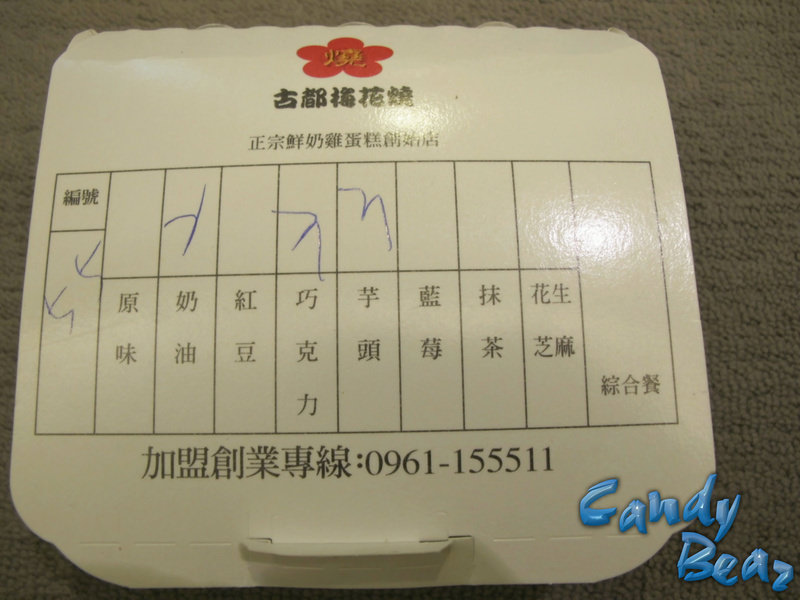 燒
古都梅花燒
正宗鮮奶雞蛋糕創始店
編號
原味
奶油
紅豆
巧克力
芋頭
藍莓
抹茶
花生芝麻
綜合餐
加盟創業專線:0961-155511
Candy
Bear